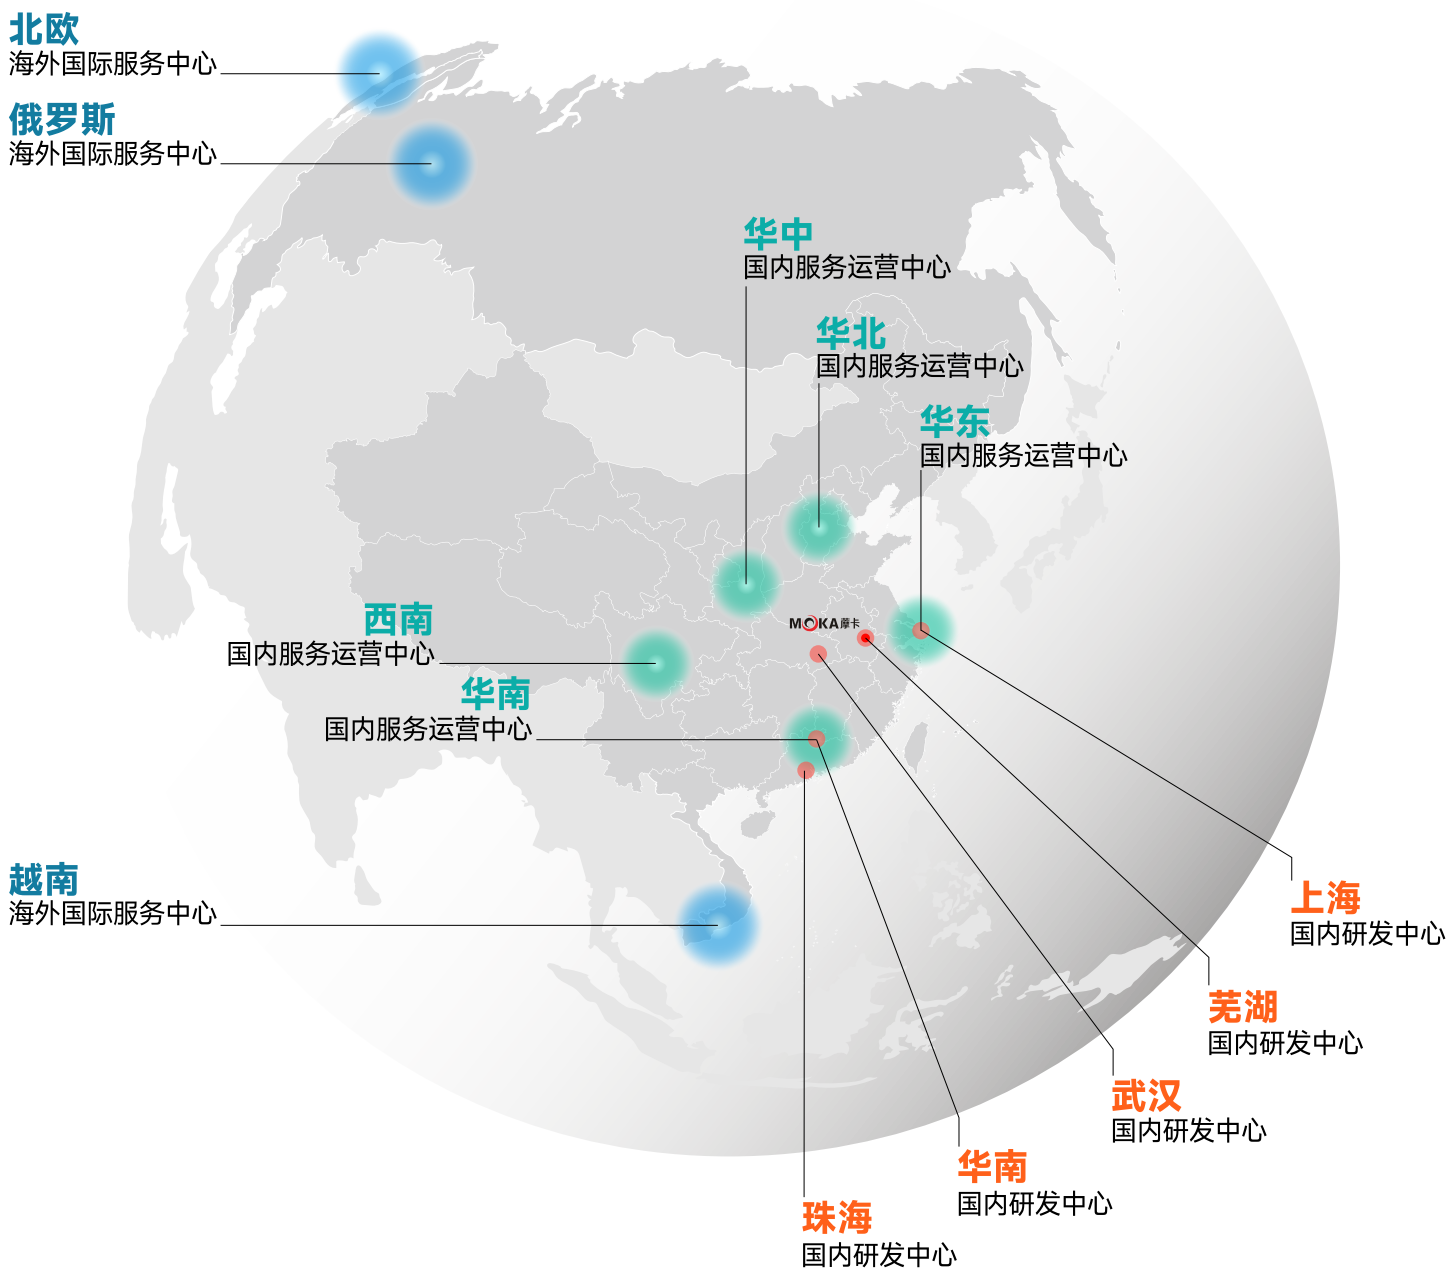 北欧
海外国际服务中心
俄罗斯
海外国际服务中心
华中
国内服务运营中心
华北
国内服务运营中心
华东
国内服务运营中心
西南
国内服务运营中心
MOKA摩卡
华南
国内服务运营中心
越南
海外国际服务中心
上海
国内研发中心
芜湖
国内研发中心
武汉
国内研发中心
华南
国内研发中心
珠海
国内研发中心